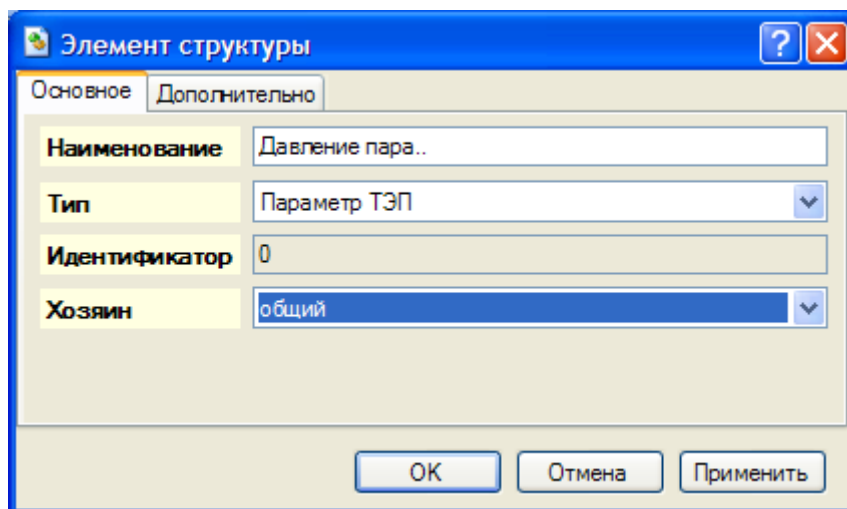 Элемент структуры
Основное Дополнительно
Наименование Давление пара..
Тип Параметр ТЭП
Идентификатор 0
Хозяин общий
OK Отмена Применить